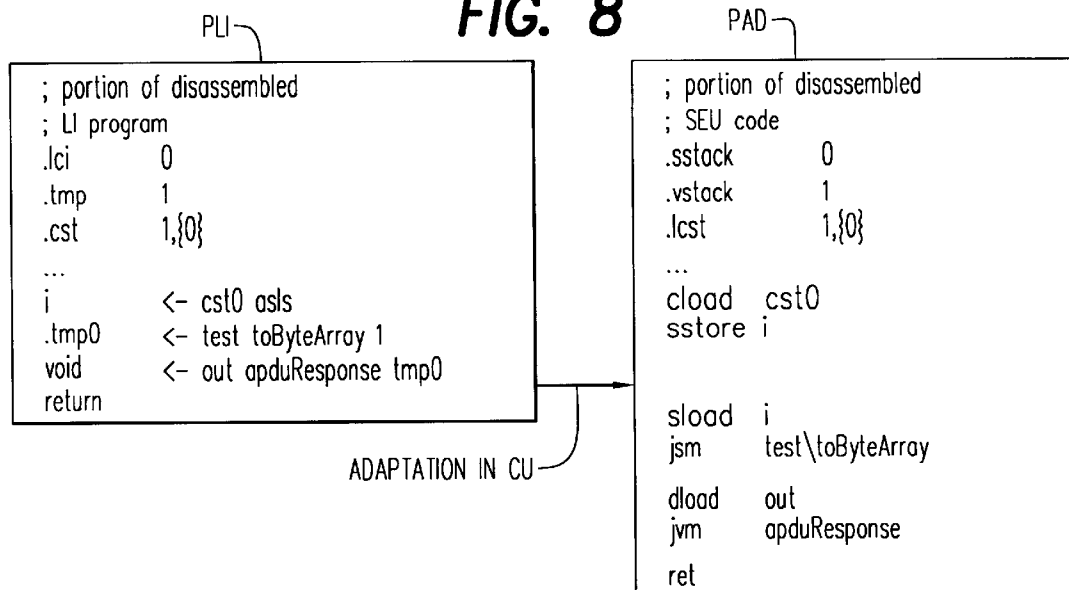 FIG. 8
PLI
; portion of disassembled
; LI program
.lci 0
.tmp 1
.cst 1,{0}
...
i <- cst0 asIs
.tmp0 <- test toByteArray 1
void <- out apduResponse tmp0
return
ADAPTATION IN CU
PAD
; portion of disassembled
; SEU code
.sstack 0
.vstack 1
.lcst 1,{0}
...
cload cst0
sstore i
sload i
jsm test\toByteArray
dload out
jvm apduResponse
ret